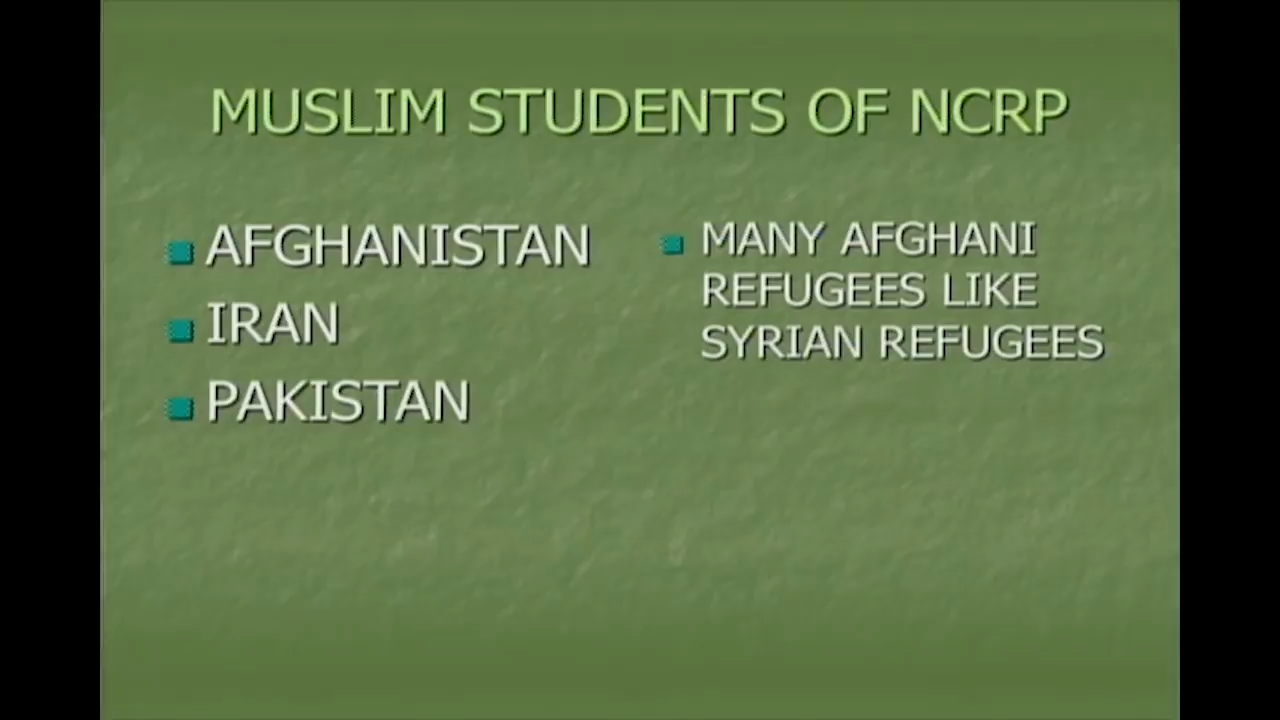 MUSLIM STUDENTS OF NCRP
AFGHANISTAN
IRAN
PAKISTAN
MANY AFGHANI
REFUGEES LIKE
SYRIAN REFUGEES